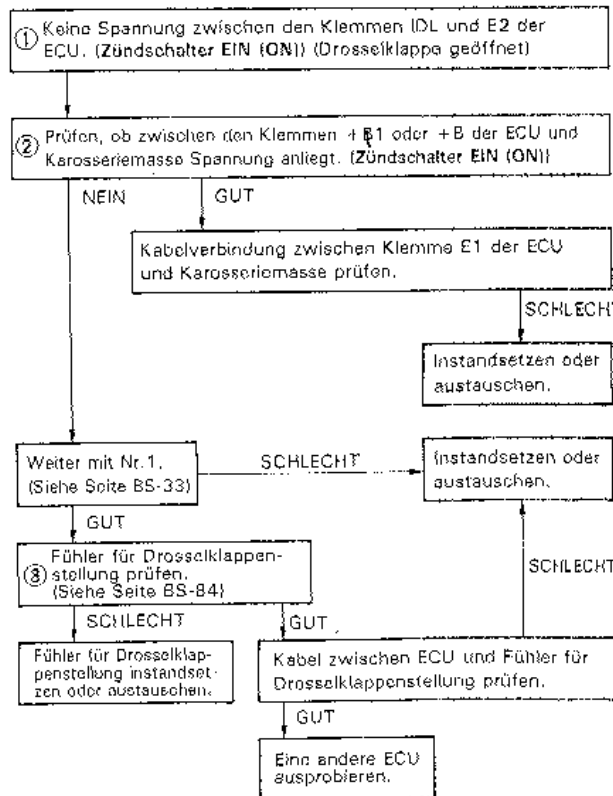 ① Keine Spannung zwischen den Klemmen IDL und E2 der
ECU. (Zündschalter EIN (ON)) (Drosselklappe geöffnet)
② Prüfen, ob zwischen den Klemmen +B1 oder +B der ECU und
Karosseriemasse Spannung anliegt. (Zündschalter EIN (ON))
NEIN
GUT
Kabelverbindung zwischen Klemme E1 der ECU
und Karosseriemasse prüfen.
SCHLECHT
Instandsetzen oder
austauschen.
Weiter mit Nr.1.
(Siehe Seite BS-33)
SCHLECHT
Instandsetzen oder
austauschen.
GUT
③ Fühler für Drosselklappen-
stellung prüfen.
(Siehe Seite BS-84)
SCHLECHT
SCHLECHT
GUT
Fühler für Drosselklap-
penstellung instandset-
zen oder austauschen.
Kabel zwischen ECU und Fühler für
Drosselklappenstellung prüfen.
GUT
Eine andere ECU
ausprobieren.